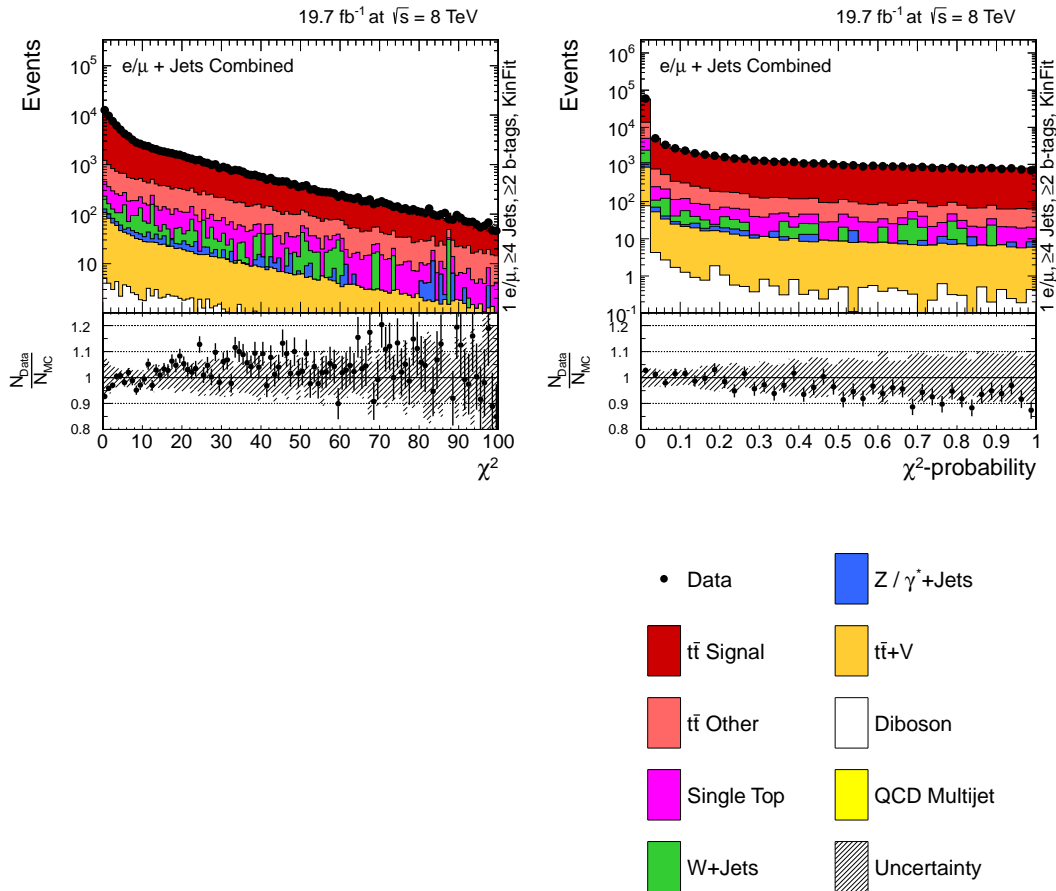 19.7 fb⁻¹ at √s = 8 TeV
e/μ + Jets Combined
Events
10⁵
10⁴
10³
10²
10
1 e/μ, ≥4 Jets, ≥2 b-tags, KinFit
N_Data
N_MC
1.2
1.1
1
0.9
0.8
0 10 20 30 40 50 60 70 80 90 100
χ²
19.7 fb⁻¹ at √s = 8 TeV
e/μ + Jets Combined
Events
10⁶
10⁵
10⁴
10³
10²
10
1
10⁻¹
1 e/μ, ≥4 Jets, ≥2 b-tags, KinFit
N_Data
N_MC
1.2
1.1
1
0.9
0.8
0 0.1 0.2 0.3 0.4 0.5 0.6 0.7 0.8 0.9 1
χ²-probability
Data
Z / γ*+Jets
tt̄ Signal
tt̄+V
tt̄ Other
Diboson
Single Top
QCD Multijet
W+Jets
Uncertainty